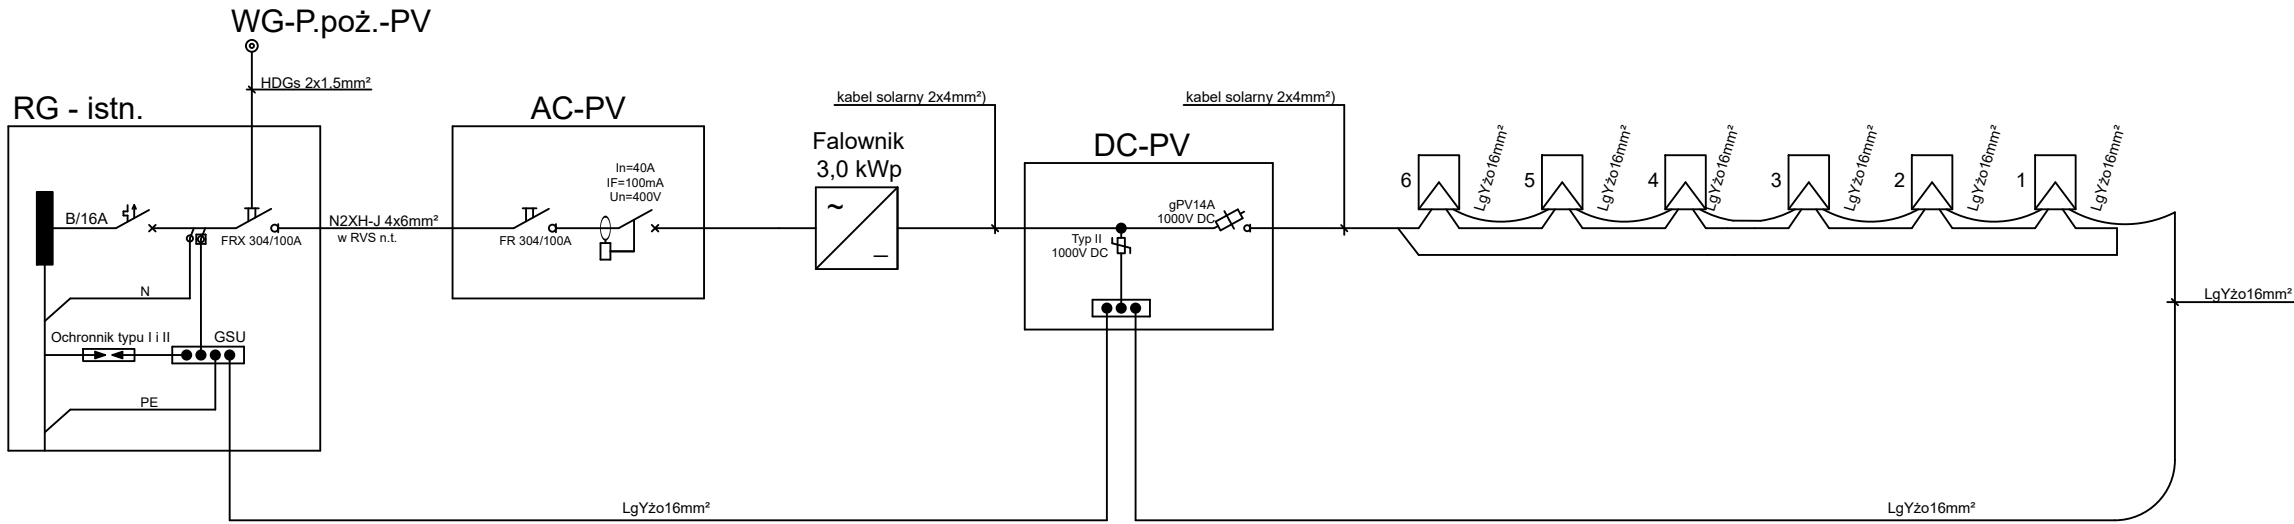 WG-P.poż.-PV
HDGs 2x1.5mm²
RG - istn.
B/16A
FRX 304/100A
N
Ochronnik typu I i II
GSU
PE
N2XH-J 4x6mm²
w RVS n.t.
AC-PV
In=40A
IF=100mA
Un=400V
FR 304/100A
Falownik
3,0 kWp
~
_
kabel solarny 2x4mm²)
DC-PV
gPV14A
1000V DC
Typ II
1000V DC
kabel solarny 2x4mm²)
6
LgYżo16mm²
5
LgYżo16mm²
4
LgYżo16mm²
3
LgYżo16mm²
2
LgYżo16mm²
1
LgYżo16mm²
LgYżo16mm²
LgYżo16mm²
LgYżo16mm²